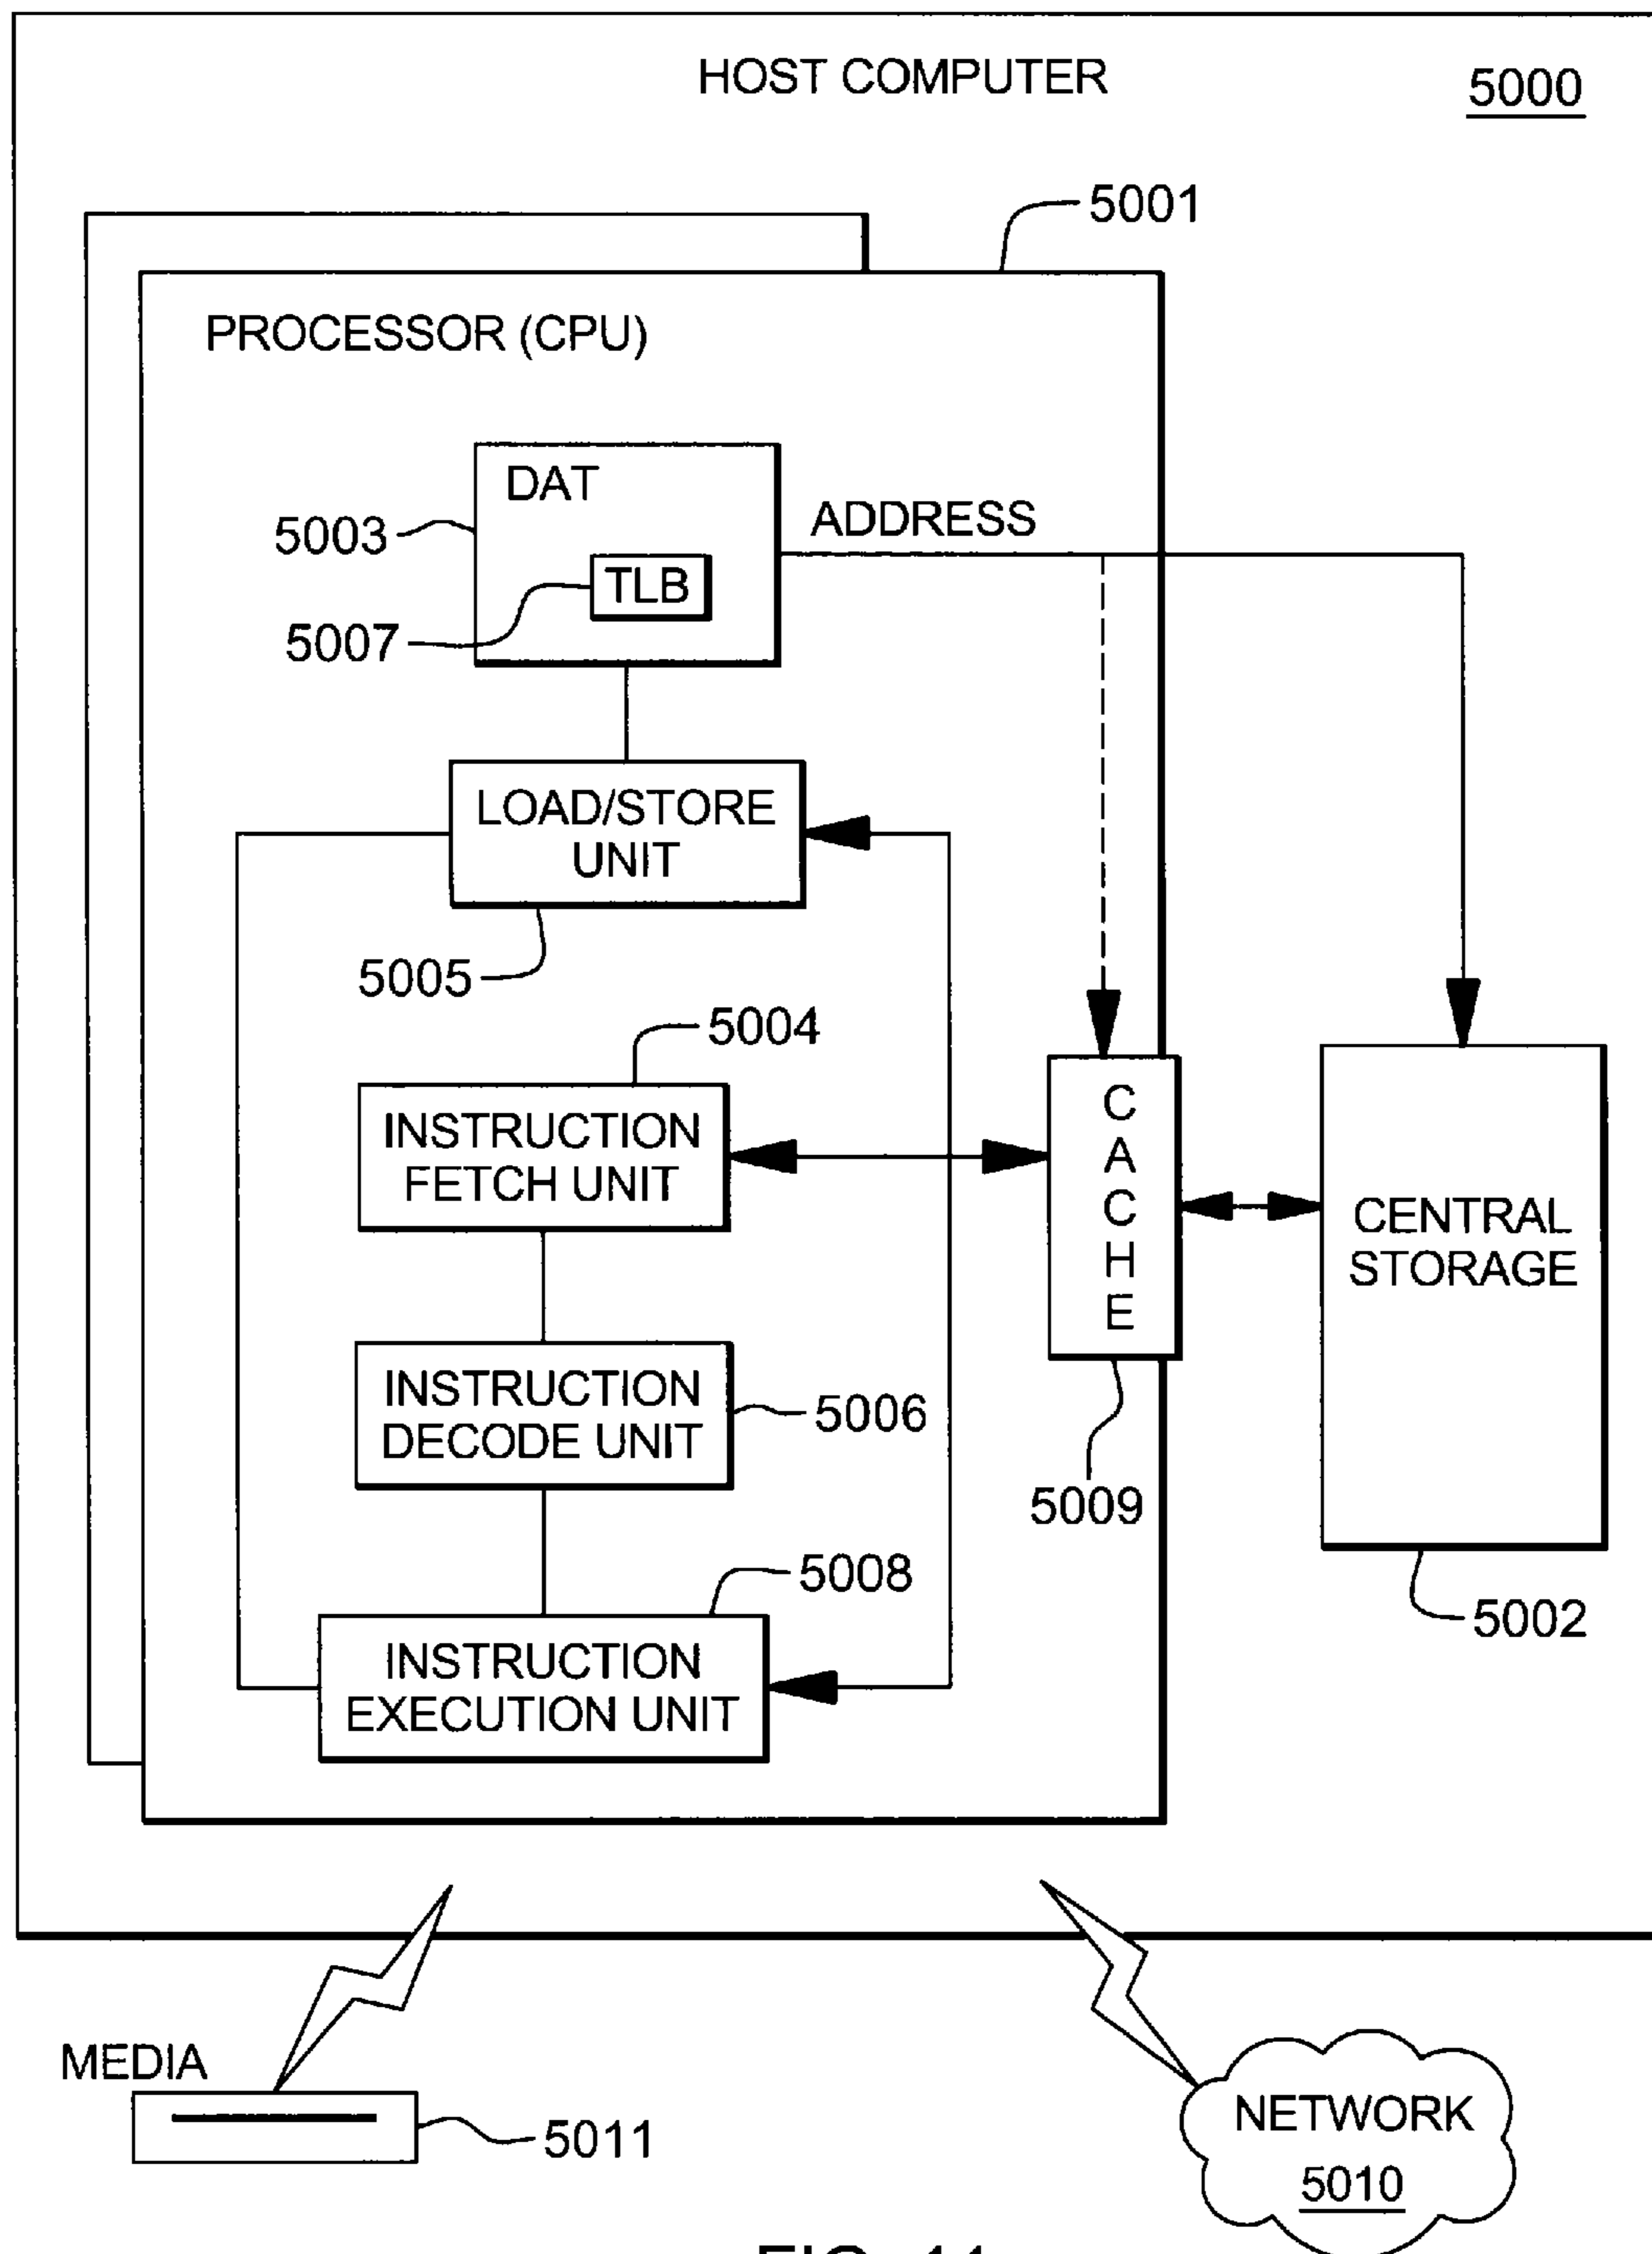 HOST COMPUTER
5000
5001
PROCESSOR (CPU)
DAT
ADDRESS
5003
TLB
5007
LOAD/STORE
UNIT
5005
5004
INSTRUCTION
FETCH UNIT
C
A
C
H
E
CENTRAL
STORAGE
INSTRUCTION
DECODE UNIT
5006
5009
5008
5002
INSTRUCTION
EXECUTION UNIT
MEDIA
5011
NETWORK
5010